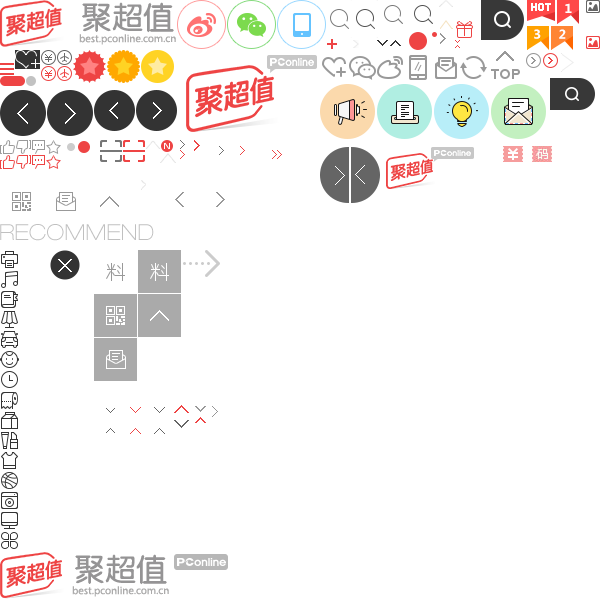 聚超值
聚超值
best.pconline.com.cn
HOT
1
3
2
聚超值
PConline
TOP
N
聚超值
PConline
¥
码
RECOMMEND
料
料
聚超值
聚超值
PConline
best.pconline.com.cn